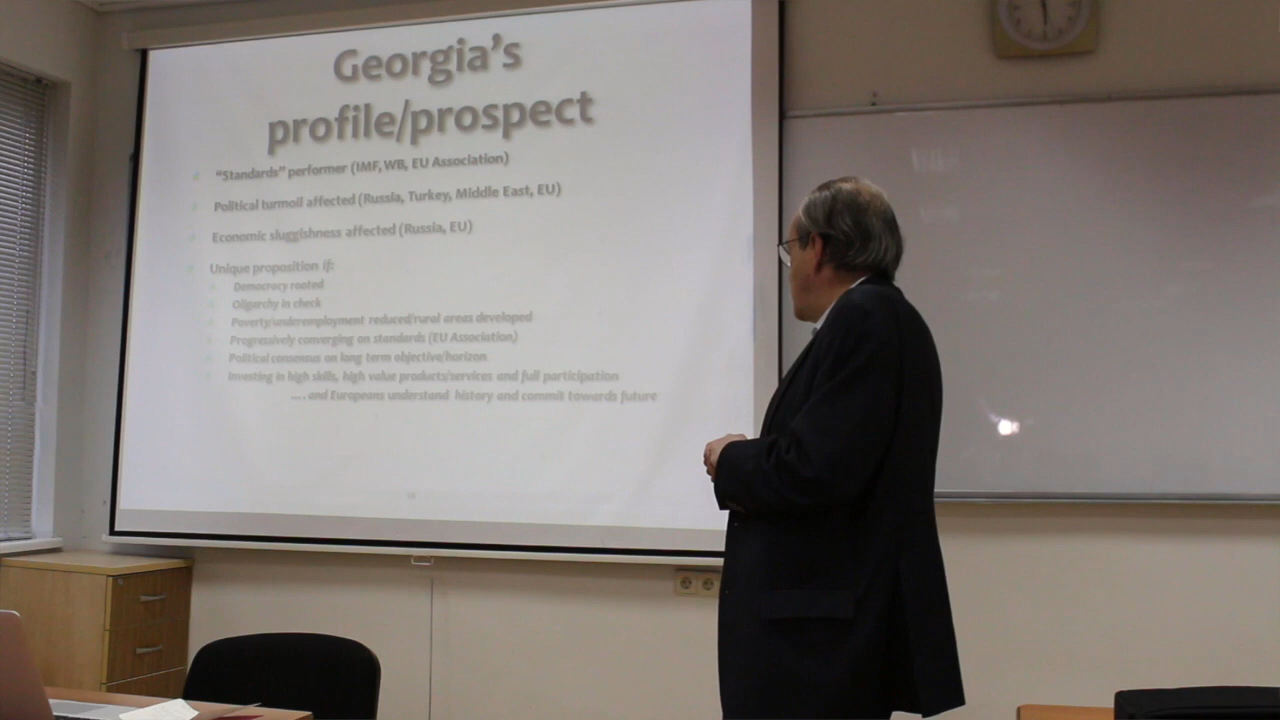 Georgia's
profile/prospect
"Standards" performer (IMF, WB, EU Association)
Political turmoil affected (Russia, Turkey, Middle East, EU)
Economic sluggishness affected (Russia, EU)
Unique proposition if:
Democracy rooted
Oligarchy in check
Poverty/underemployment reduced/rural areas developed
Progressively converging on standards (EU Association)
Political consensus on long term objective/horizon
Investing in high skills, high value products/services and full participation
.... and Europeans understand history and commit towards future